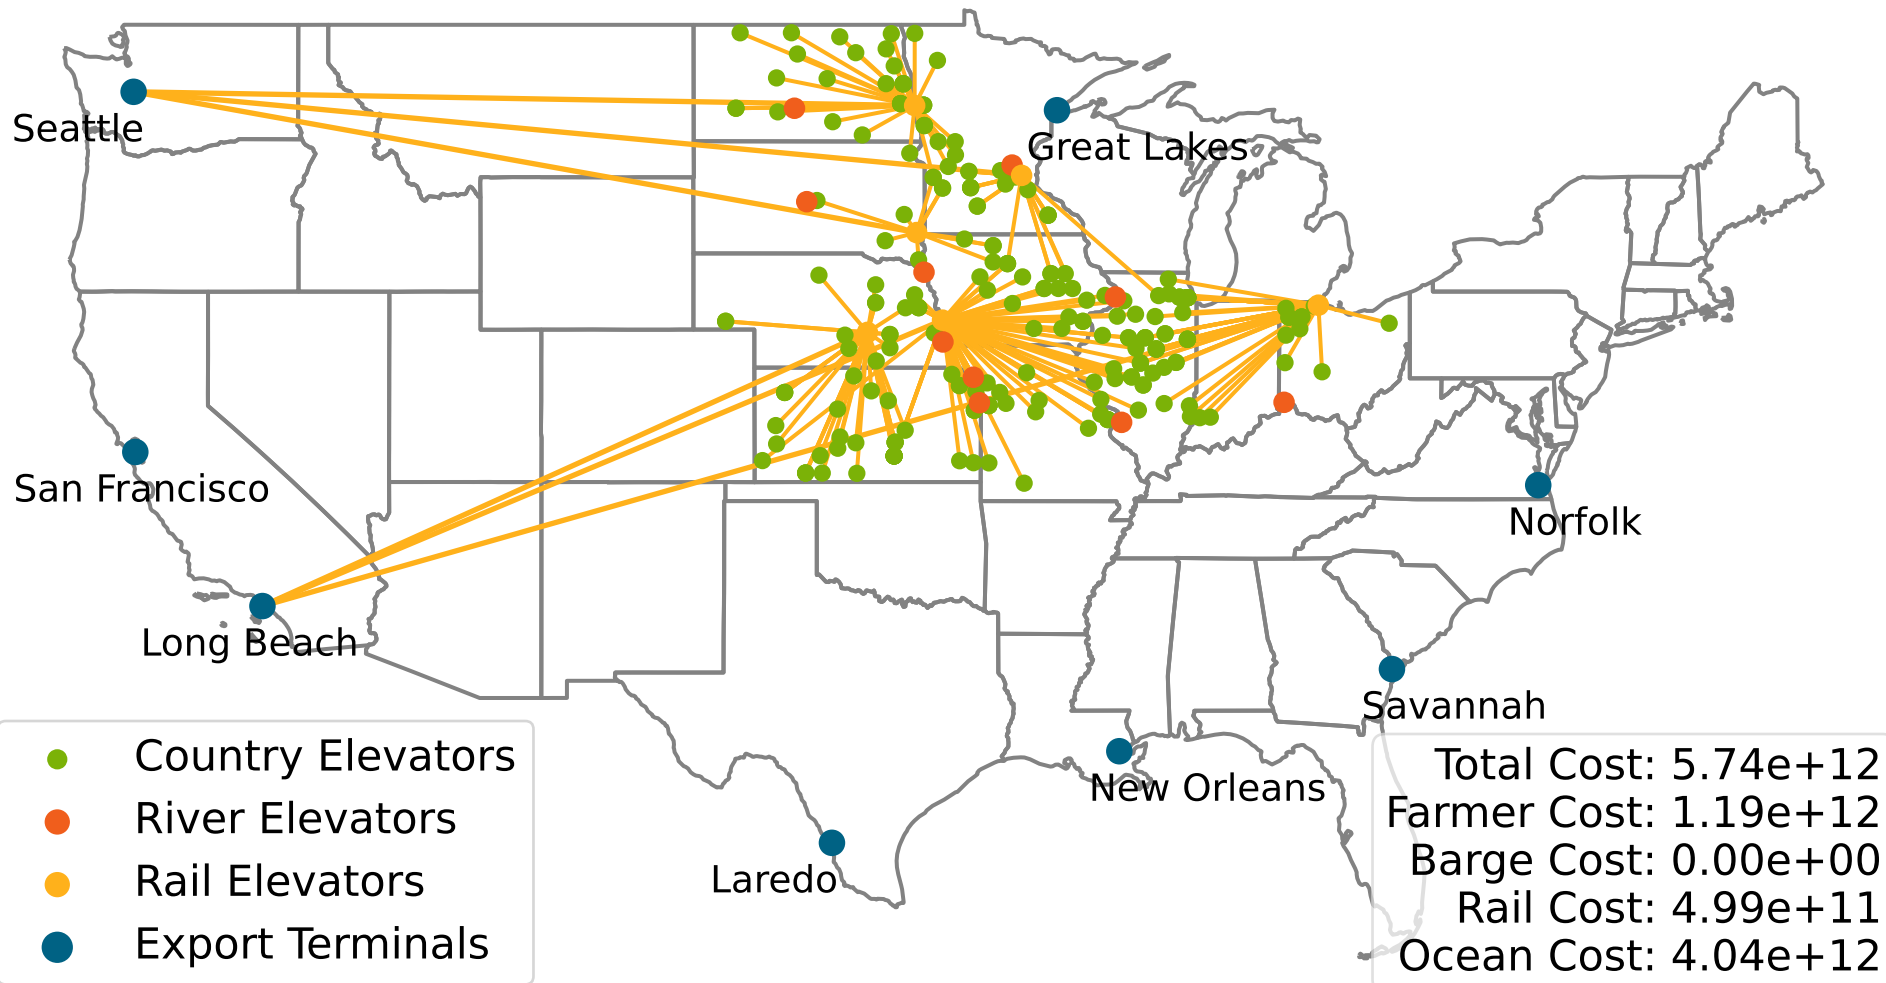 Seattle
Great Lakes
San Francisco
Norfolk
Long Beach
Savannah
New Orleans
Laredo
Country Elevators
River Elevators
Rail Elevators
Export Terminals
Total Cost: 5.74e+12
Farmer Cost: 1.19e+12
Barge Cost: 0.00e+00
Rail Cost: 4.99e+11
Ocean Cost: 4.04e+12